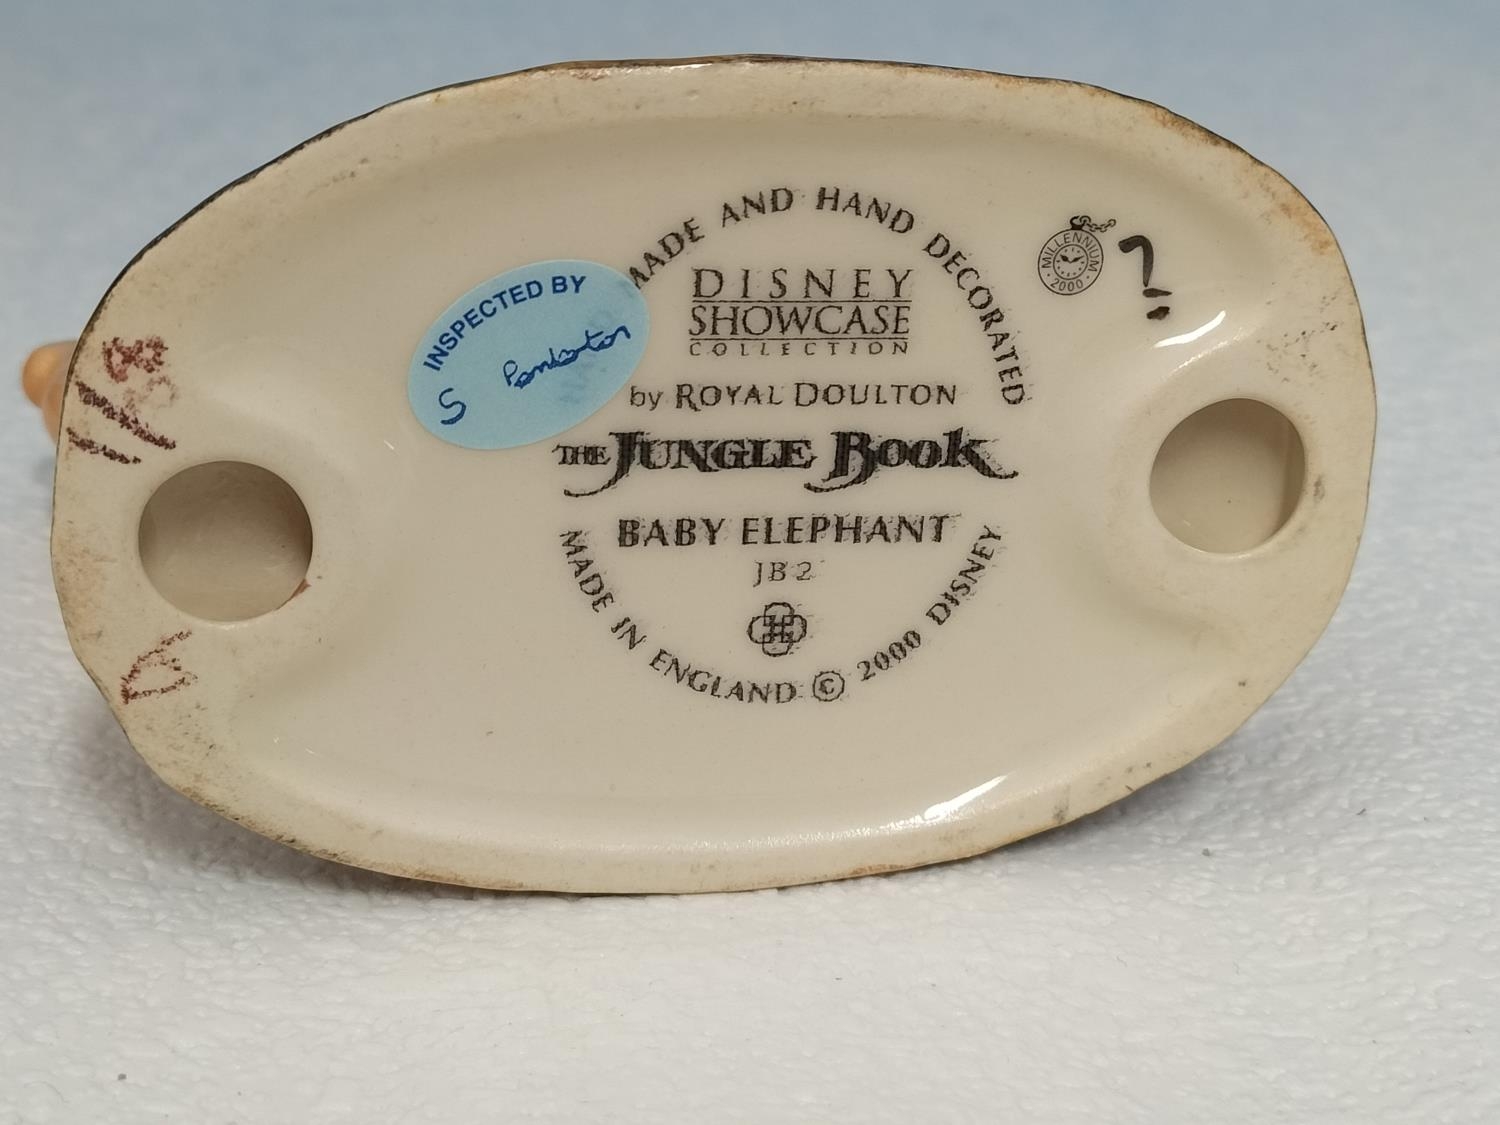 MADE AND HAND DECORATED
DISNEY
SHOWCASE
COLLECTION
by ROYAL DOULTON
THE JUNGLE BOOK
BABY ELEPHANT
JB2
MADE IN ENGLAND © 2000 DISNEY
INSPECTED BY
S Pemberton
MILLENNIUM
2000